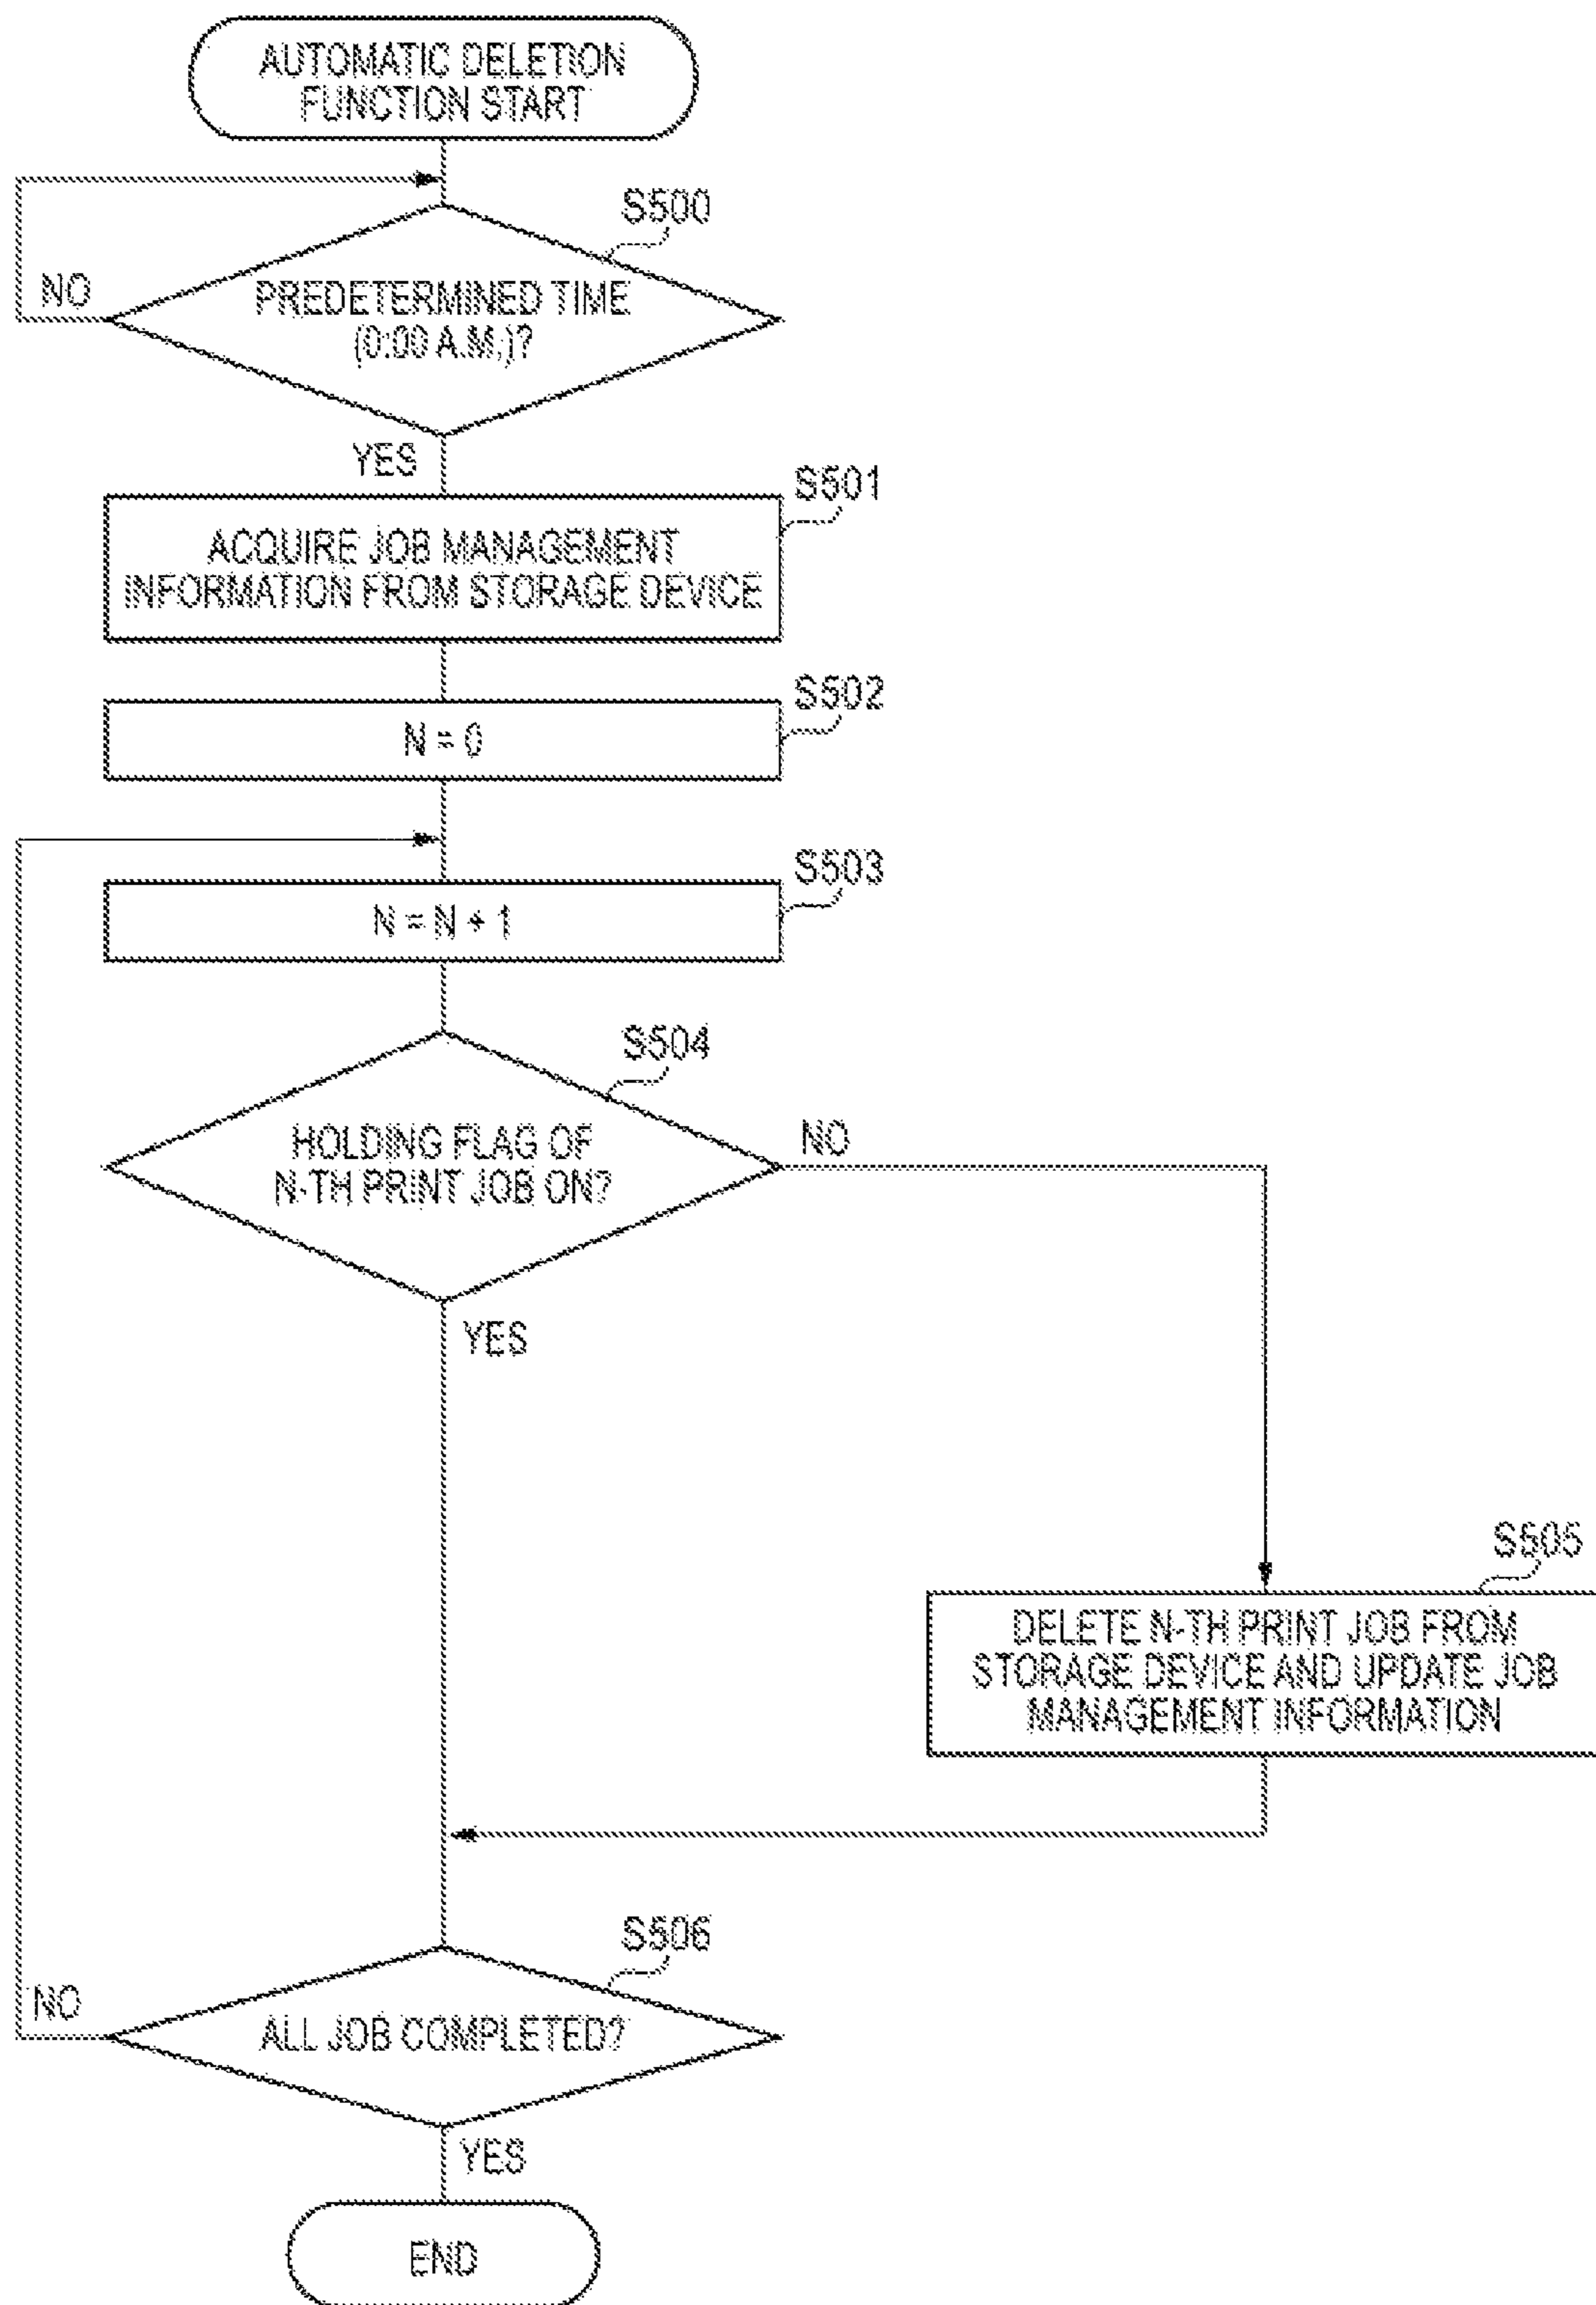 AUTOMATIC DELETION
FUNCTION START
S500
NO
PREDETERMINED TIME
(0:00 A.M.)?
YES
S501
ACQUIRE JOB MANAGEMENT
INFORMATION FROM STORAGE DEVICE
S502
N = 0
S503
N = N + 1
S504
HOLDING FLAG OF
N-TH PRINT JOB ON?
NO
YES
S505
DELETE N-TH PRINT JOB FROM
STORAGE DEVICE AND UPDATE JOB
MANAGEMENT INFORMATION
S506
NO
ALL JOB COMPLETED?
YES
END